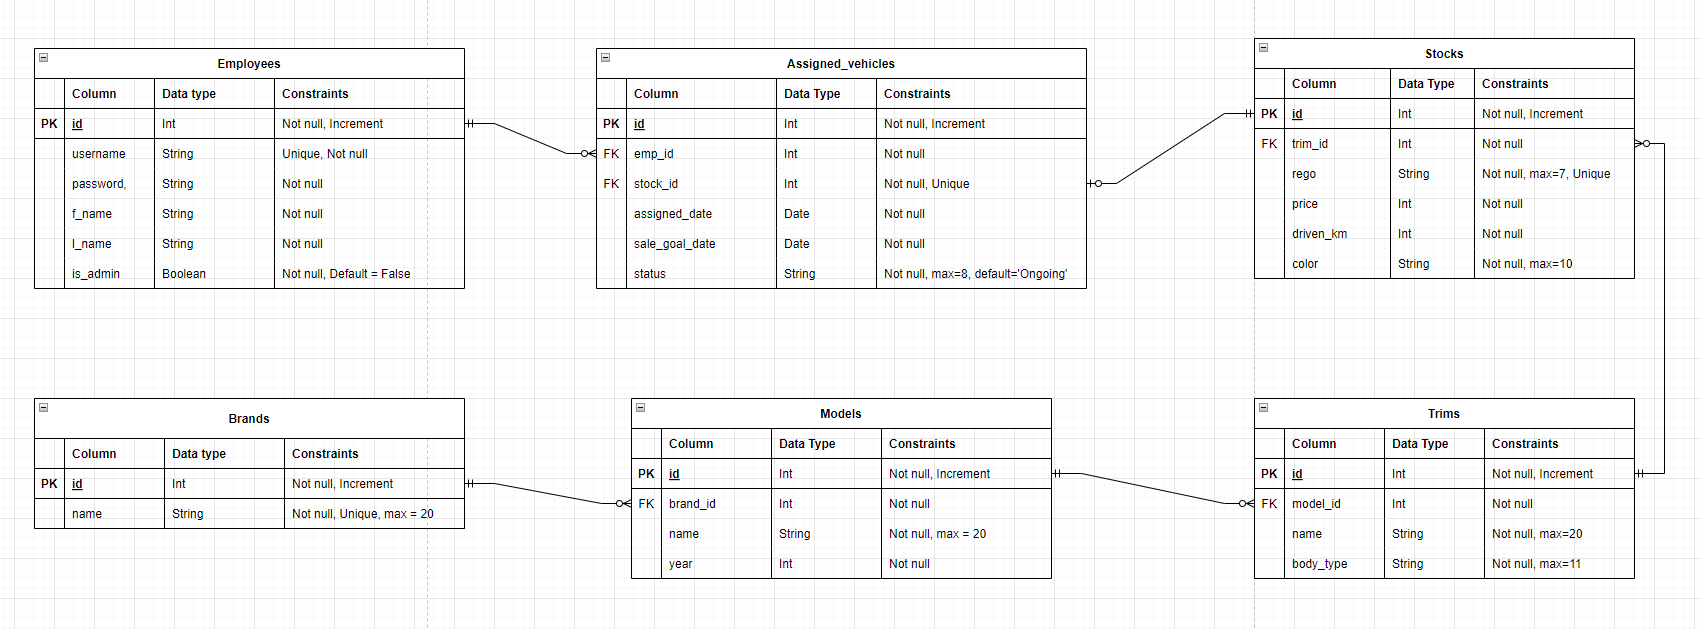 Employees
Column Data type Constraints
PK id Int Not null, Increment
username String Unique, Not null
password, String Not null
f_name String Not null
l_name String Not null
is_admin Boolean Not null, Default = False
Assigned_vehicles
Column Data Type Constraints
PK id Int Not null, Increment
FK emp_id Int Not null
FK stock_id Int Not null, Unique
assigned_date Date Not null
sale_goal_date Date Not null
status String Not null, max=8, default='Ongoing'
Stocks
Column Data Type Constraints
PK id Int Not null, Increment
FK trim_id Int Not null
rego String Not null, max=7, Unique
price Int Not null
driven_km Int Not null
color String Not null, max=10
Brands
Column Data type Constraints
PK id Int Not null, Increment
name String Not null, Unique, max = 20
Models
Column Data Type Constraints
PK id Int Not null, Increment
FK brand_id Int Not null
name String Not null, max = 20
year Int Not null
Trims
Column Data Type Constraints
PK id Int Not null, Increment
FK model_id Int Not null
name String Not null, max=20
body_type String Not null, max=11